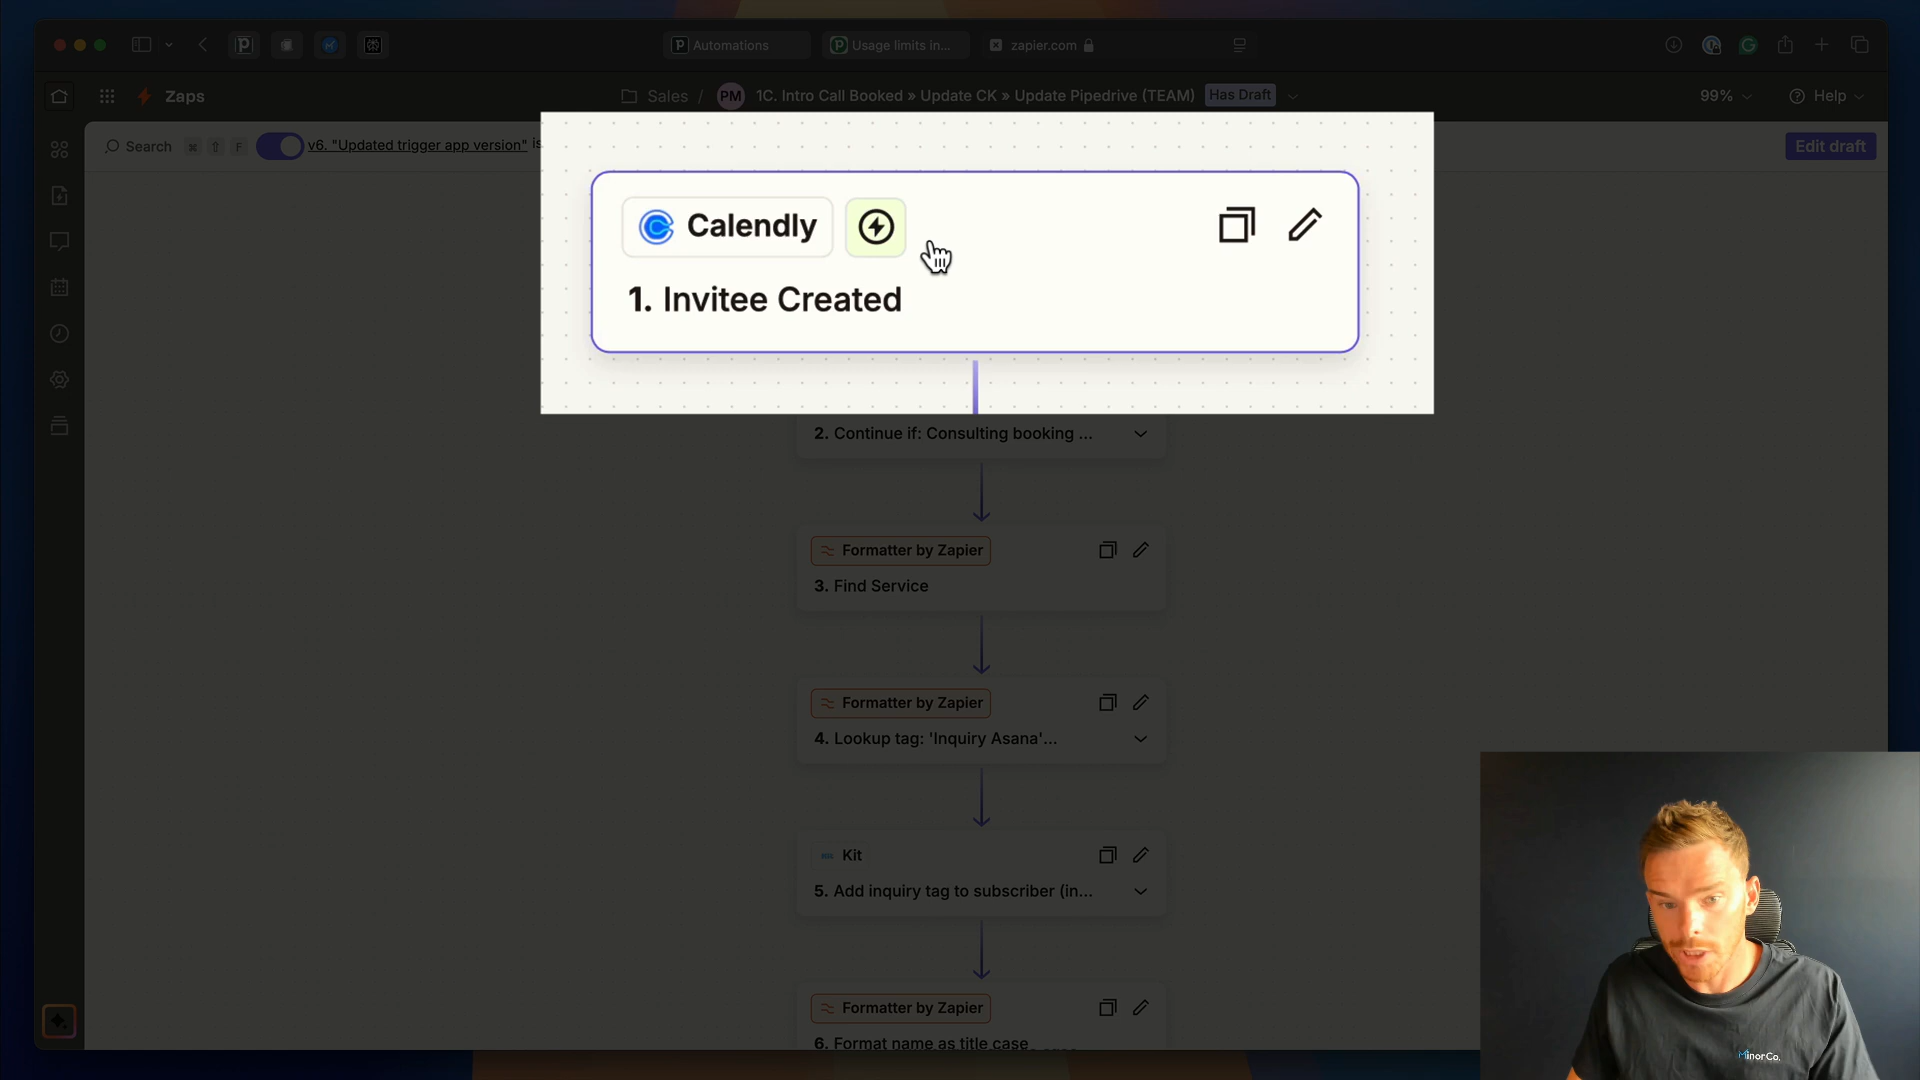 Automations
Usage limits in...
zapier.com
Zaps
Sales / PM 1C. Intro Call Booked » Update CK » Update Pipedrive (TEAM) Has Draft
99%
Help
Search ⌘ ⇧ F
v6. "Updated trigger app version" is
Edit draft
Calendly
1. Invitee Created
2. Continue if: Consulting booking ...
Formatter by Zapier
3. Find Service
Formatter by Zapier
4. Lookup tag: 'Inquiry Asana'...
Kit
5. Add inquiry tag to subscriber (in...
Formatter by Zapier
6. Format name as title case
MinorCo.